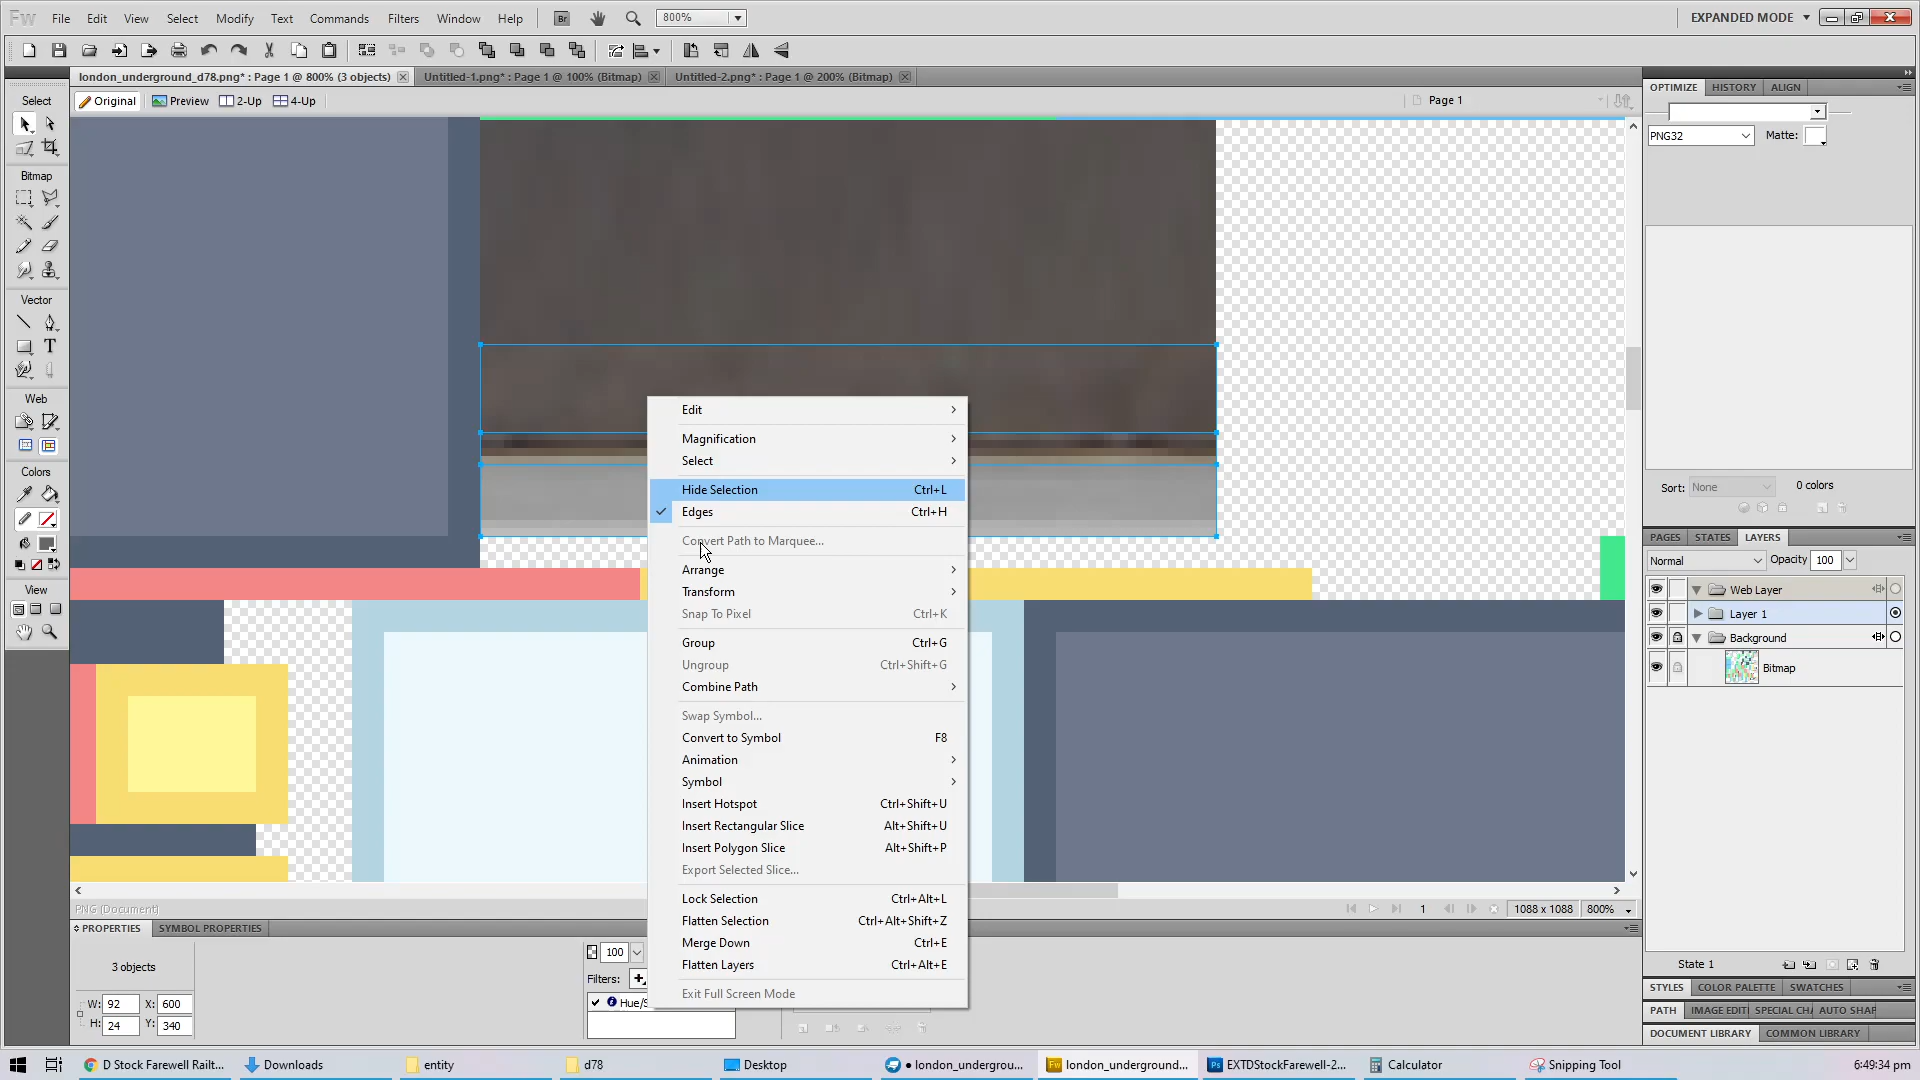 Fw File Edit View Select Modify Text Commands Filters Window Help Br 800% EXPANDED MODE
london_underground_d78.png* : Page 1 @ 800% (3 objects) Untitled-1.png* : Page 1 @ 100% (Bitmap) Untitled-2.png* : Page 1 @ 200% (Bitmap)
Original Preview 2-Up 4-Up Page 1
Select
Bitmap
Vector
T
Web
Colors
View
OPTIMIZE HISTORY ALIGN
PNG32 Matte:
Sort: None 0 colors
PAGES STATES LAYERS
Normal Opacity 100
Web Layer
Layer 1
Background
Bitmap
State 1
STYLES COLOR PALETTE SWATCHES
PATH IMAGE EDITI SPECIAL CHA AUTO SHAP
DOCUMENT LIBRARY COMMON LIBRARY
Edit
Magnification
Select
Hide Selection Ctrl+L
Edges Ctrl+H
Convert Path to Marquee...
Arrange
Transform
Snap To Pixel Ctrl+K
Group Ctrl+G
Ungroup Ctrl+Shift+G
Combine Path
Swap Symbol...
Convert to Symbol F8
Animation
Symbol
Insert Hotspot Ctrl+Shift+U
Insert Rectangular Slice Alt+Shift+U
Insert Polygon Slice Alt+Shift+P
Export Selected Slice...
Lock Selection Ctrl+Alt+L
Flatten Selection Ctrl+Alt+Shift+Z
Merge Down Ctrl+E
Flatten Layers Ctrl+Alt+E
Exit Full Screen Mode
PNG (Document) 1 1088 x 1088 800%
PROPERTIES SYMBOL PROPERTIES
3 objects
W: 92 X: 600
H: 24 Y: 340
100
Filters:
Hue/S
D Stock Farewell Railt... Downloads entity d78 Desktop • london_undergrou... london_undergroun... EXTDStockFarewell-2... Calculator Snipping Tool 6:49:34 pm